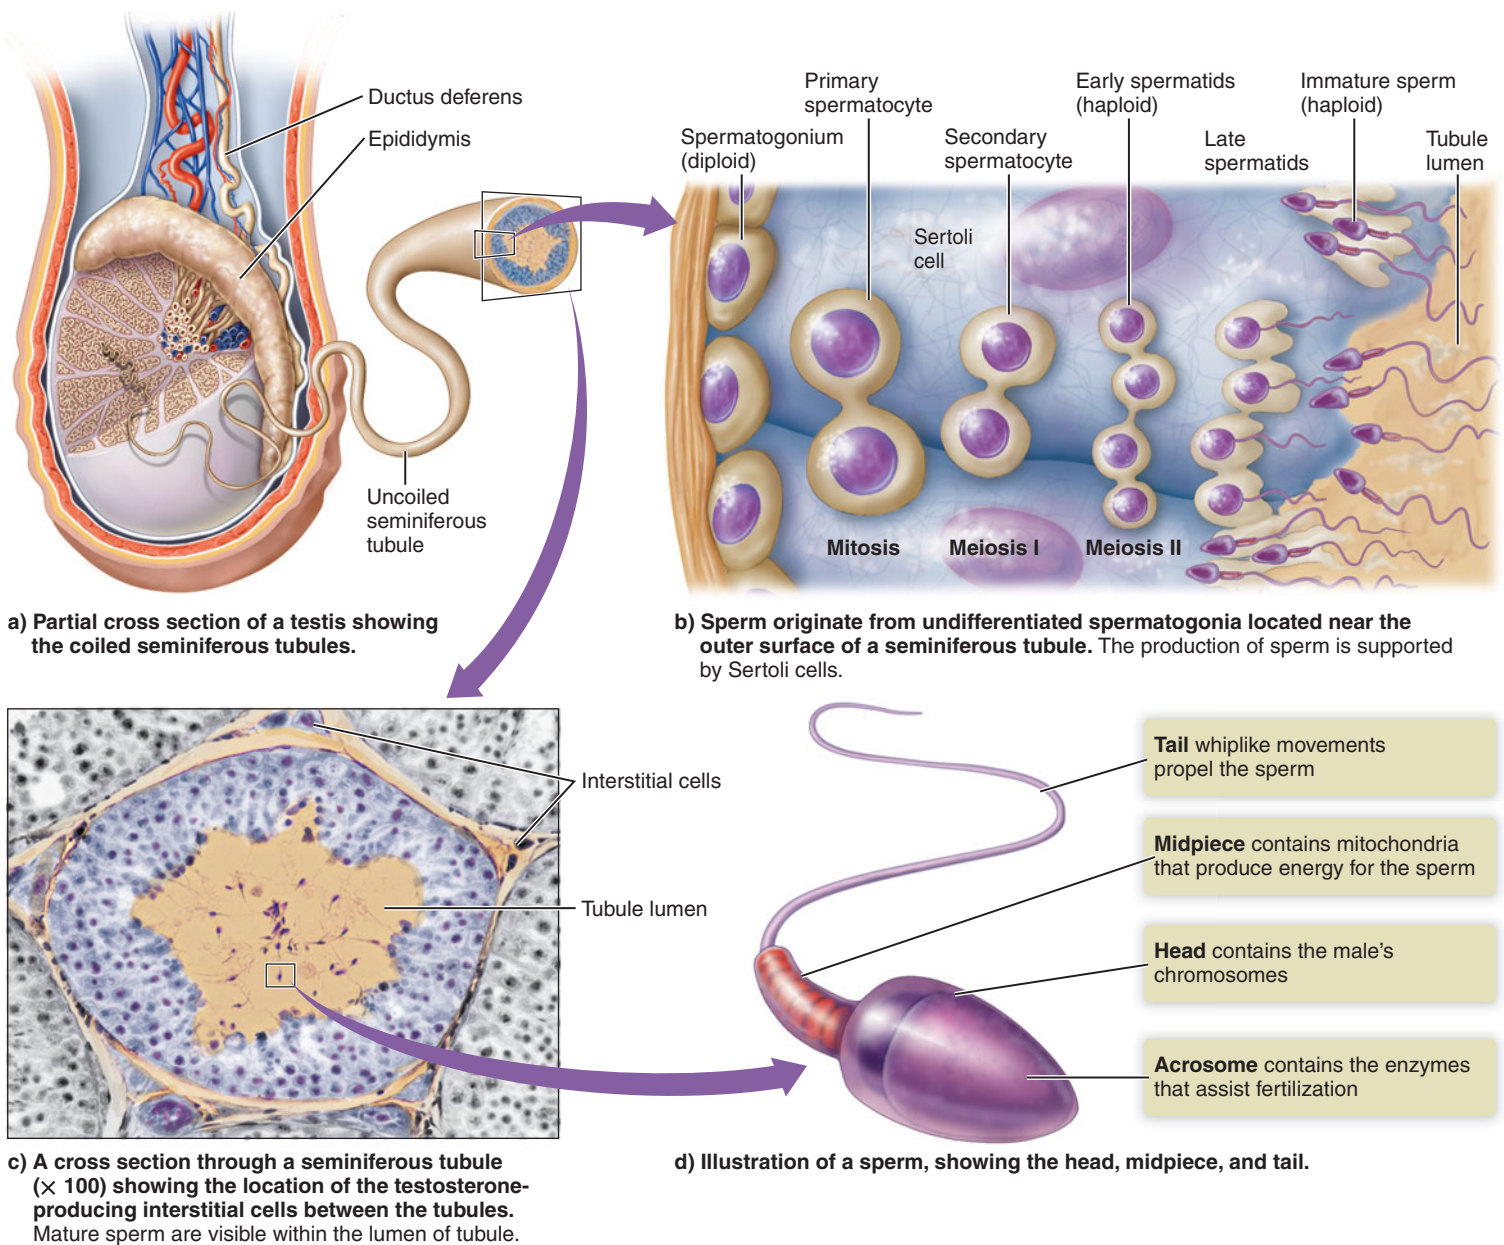 Ductus deferens
Epididymis
Uncoiled
seminiferous
tubule
a) Partial cross section of a testis showing
the coiled seminiferous tubules.
Spermatogonium
(diploid)
Primary
spermatocyte
Secondary
spermatocyte
Early spermatids
(haploid)
Late
spermatids
Immature sperm
(haploid)
Tubule
lumen
Sertoli
cell
Mitosis
Meiosis I
Meiosis II
b) Sperm originate from undifferentiated spermatogonia located near the
outer surface of a seminiferous tubule. The production of sperm is supported
by Sertoli cells.
Interstitial cells
Tubule lumen
c) A cross section through a seminiferous tubule
(× 100) showing the location of the testosterone-
producing interstitial cells between the tubules.
Mature sperm are visible within the lumen of tubule.
Tail whiplike movements
propel the sperm
Midpiece contains mitochondria
that produce energy for the sperm
Head contains the male's
chromosomes
Acrosome contains the enzymes
that assist fertilization
d) Illustration of a sperm, showing the head, midpiece, and tail.